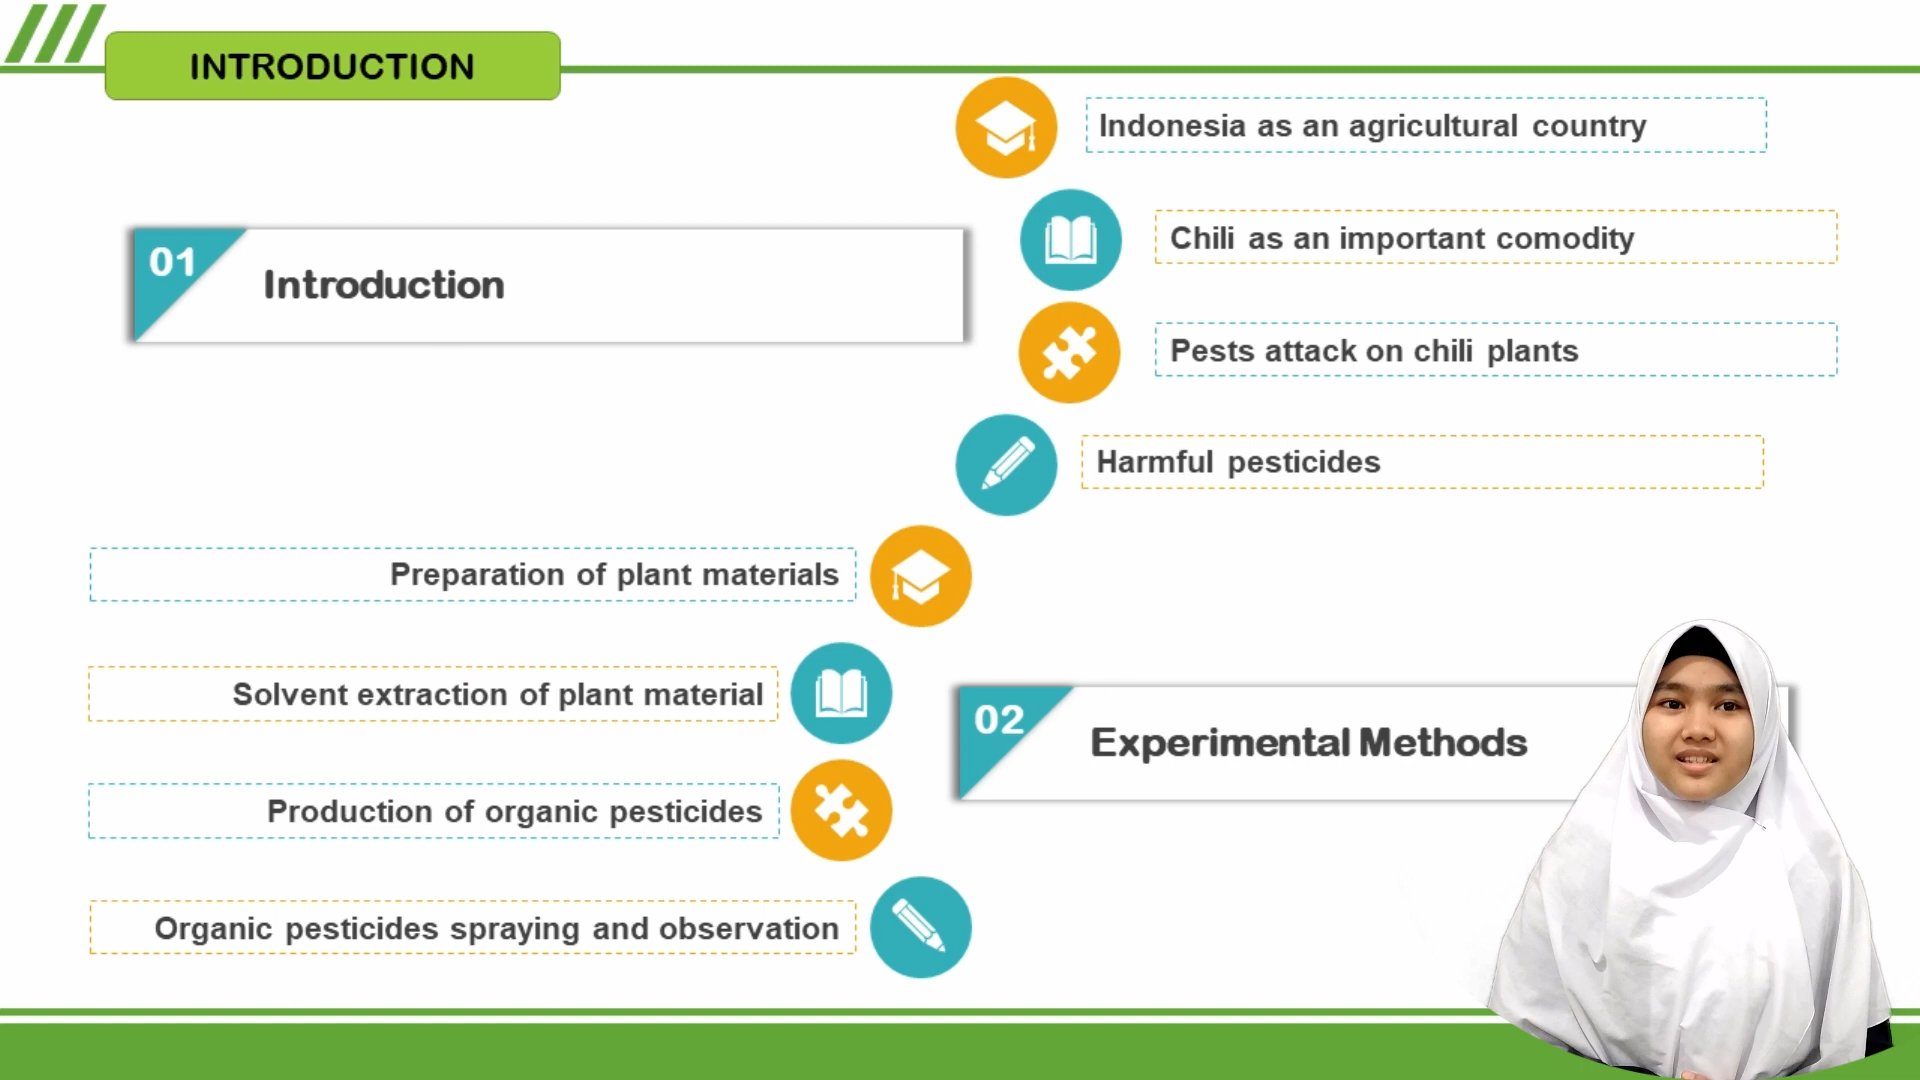 INTRODUCTION
01
Introduction
Indonesia as an agricultural country
Chili as an important comodity
Pests attack on chili plants
Harmful pesticides
02
Experimental Methods
Preparation of plant materials
Solvent extraction of plant material
Production of organic pesticides
Organic pesticides spraying and observation